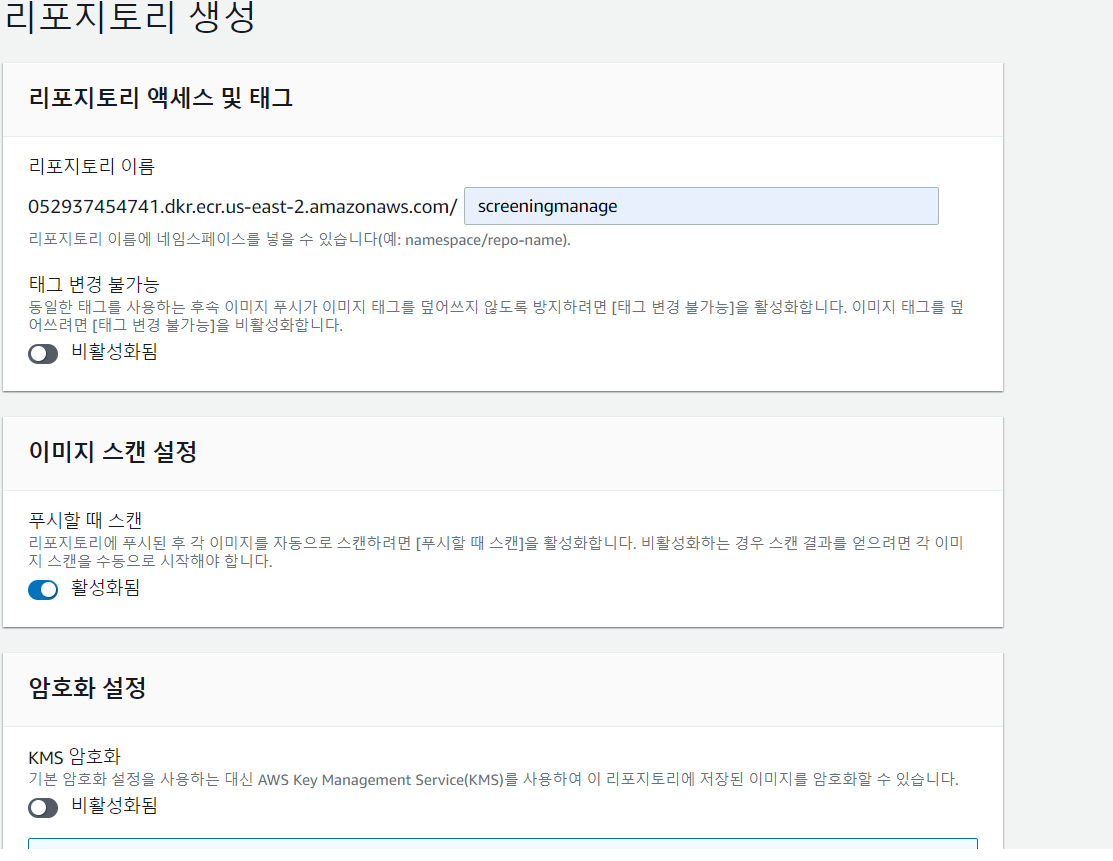 리포지토리 생성
리포지토리 액세스 및 태그
리포지토리 이름
052937454741.dkr.ecr.us-east-2.amazonaws.com/ screeningmanage
리포지토리 이름에 네임스페이스를 넣을 수 있습니다(예: namespace/repo-name).
태그 변경 불가능
동일한 태그를 사용하는 후속 이미지 푸시가 이미지 태그를 덮어쓰지 않도록 방지하려면 [태그 변경 불가능]을 활성화합니다. 이미지 태그를 덮
어쓰려면 [태그 변경 불가능]을 비활성화합니다.
비활성화됨
이미지 스캔 설정
푸시할 때 스캔
리포지토리에 푸시된 후 각 이미지를 자동으로 스캔하려면 [푸시할 때 스캔]을 활성화합니다. 비활성화하는 경우 스캔 결과를 얻으려면 각 이미
지 스캔을 수동으로 시작해야 합니다.
활성화됨
암호화 설정
KMS 암호화
기본 암호화 설정을 사용하는 대신 AWS Key Management Service(KMS)를 사용하여 이 리포지토리에 저장된 이미지를 암호화할 수 있습니다.
비활성화됨